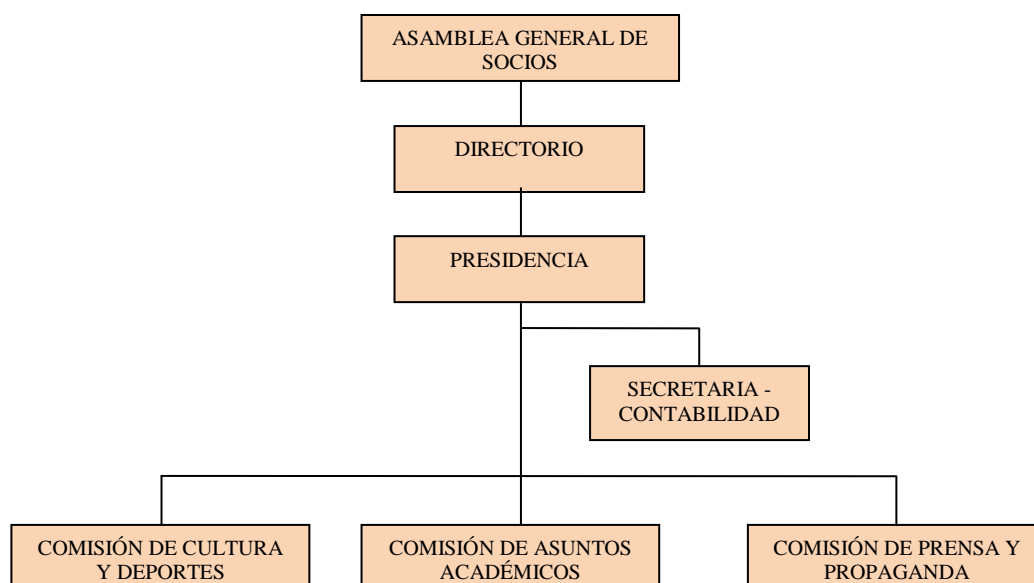 ASAMBLEA GENERAL DE
SOCIOS
DIRECTORIO
PRESIDENCIA
SECRETARIA -
CONTABILIDAD
COMISIÓN DE CULTURA
Y DEPORTES
COMISIÓN DE ASUNTOS
ACADÉMICOS
COMISIÓN DE PRENSA Y
PROPAGANDA